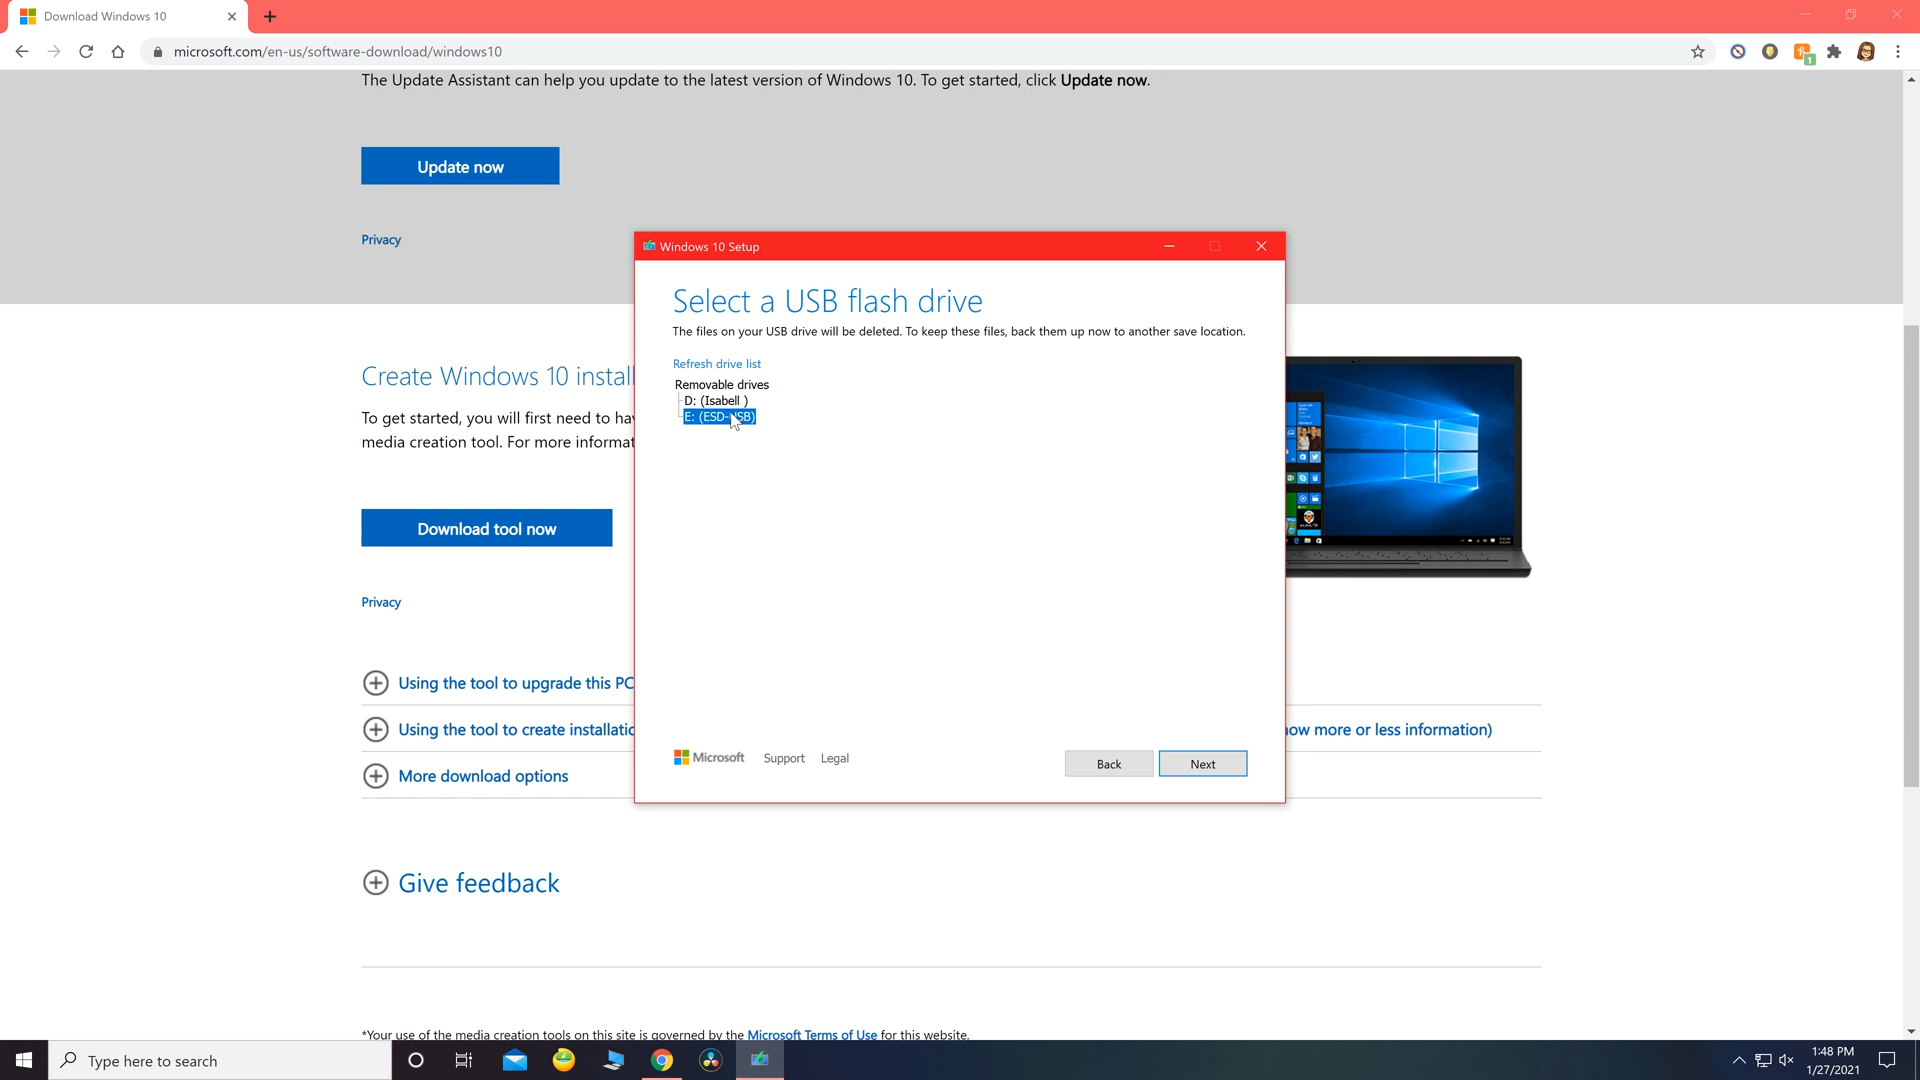 Download Windows 10
microsoft.com/en-us/software-download/windows10
1
The Update Assistant can help you update to the latest version of Windows 10. To get started, click Update now.
Update now
Privacy
Windows 10 Setup
Select a USB flash drive
The files on your USB drive will be deleted. To keep these files, back them up now to another save location.
Refresh drive list
Removable drives
D: (Isabell )
E: (ESD-USB)
Microsoft Support Legal
Back
Next
Create Windows 10 install
To get started, you will first need to ha
media creation tool. For more informat
Download tool now
Privacy
Using the tool to upgrade this PC
Using the tool to create installatio
ow more or less information)
More download options
Give feedback
*Your use of the media creation tools on this site is governed by the Microsoft Terms of Use for this website.
Type here to search
1:48 PM
1/27/2021